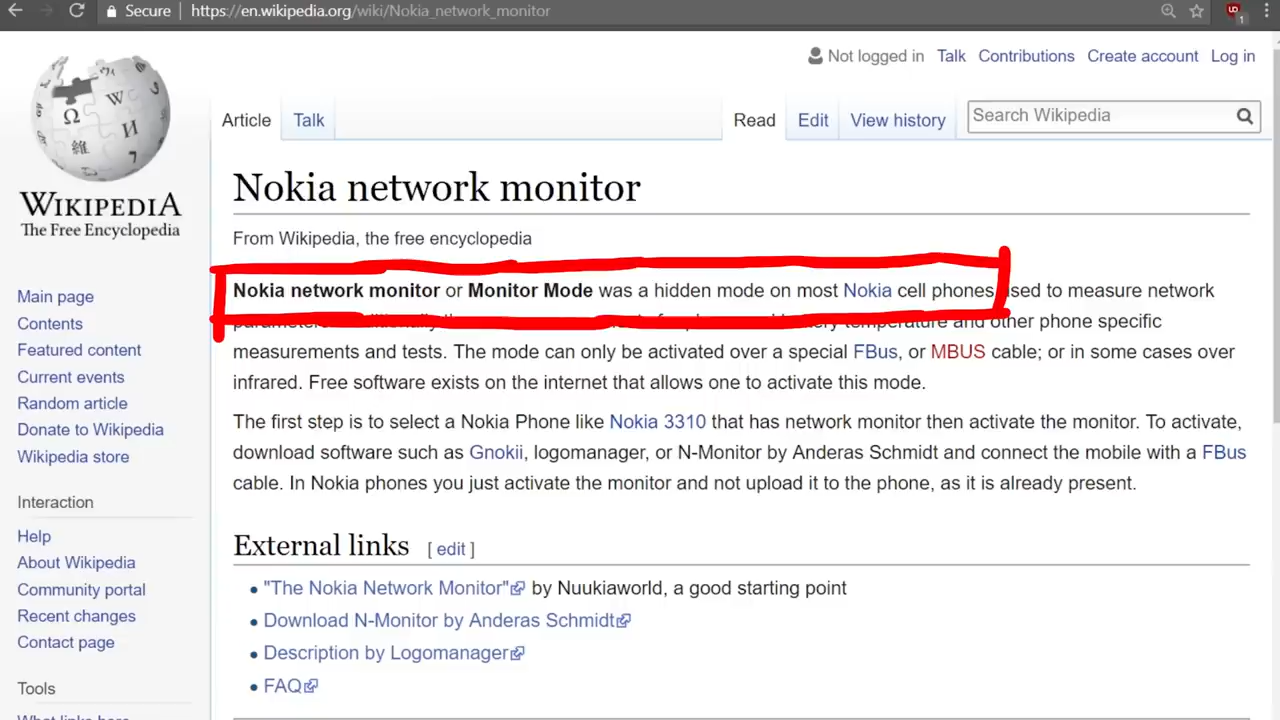 Secure https://en.wikipedia.org/wiki/Nokia_network_monitor
Not logged in Talk Contributions Create account Log in
Article Talk Read Edit View history Search Wikipedia
WIKIPEDIA
The Free Encyclopedia
Nokia network monitor
From Wikipedia, the free encyclopedia
Nokia network monitor or Monitor Mode was a hidden mode on most Nokia cell phones used to measure network
and other phone specific
measurements and tests. The mode can only be activated over a special FBus, or MBUS cable; or in some cases over
infrared. Free software exists on the internet that allows one to activate this mode.
The first step is to select a Nokia Phone like Nokia 3310 that has network monitor then activate the monitor. To activate,
download software such as Gnokii, logomanager, or N-Monitor by Anderas Schmidt and connect the mobile with a FBus
cable. In Nokia phones you just activate the monitor and not upload it to the phone, as it is already present.
External links [ edit ]
"The Nokia Network Monitor" by Nuukiaworld, a good starting point
Download N-Monitor by Anderas Schmidt
Description by Logomanager
FAQ
Main page
Contents
Featured content
Current events
Random article
Donate to Wikipedia
Wikipedia store
Interaction
Help
About Wikipedia
Community portal
Recent changes
Contact page
Tools
What links here